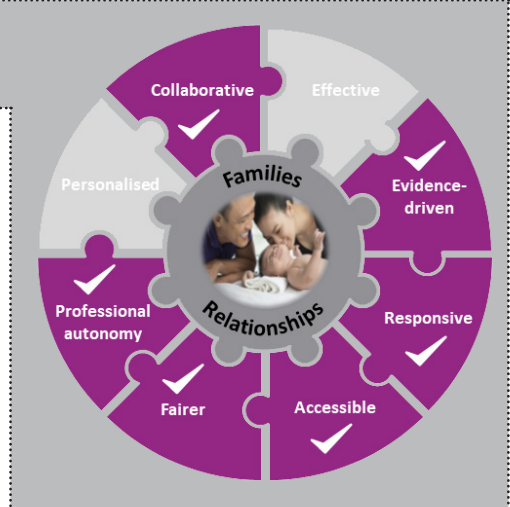 Collaborative
Effective
Personalised
Families
Evidence-
driven
Relationships
Professional
autonomy
Responsive
Fairer
Accessible